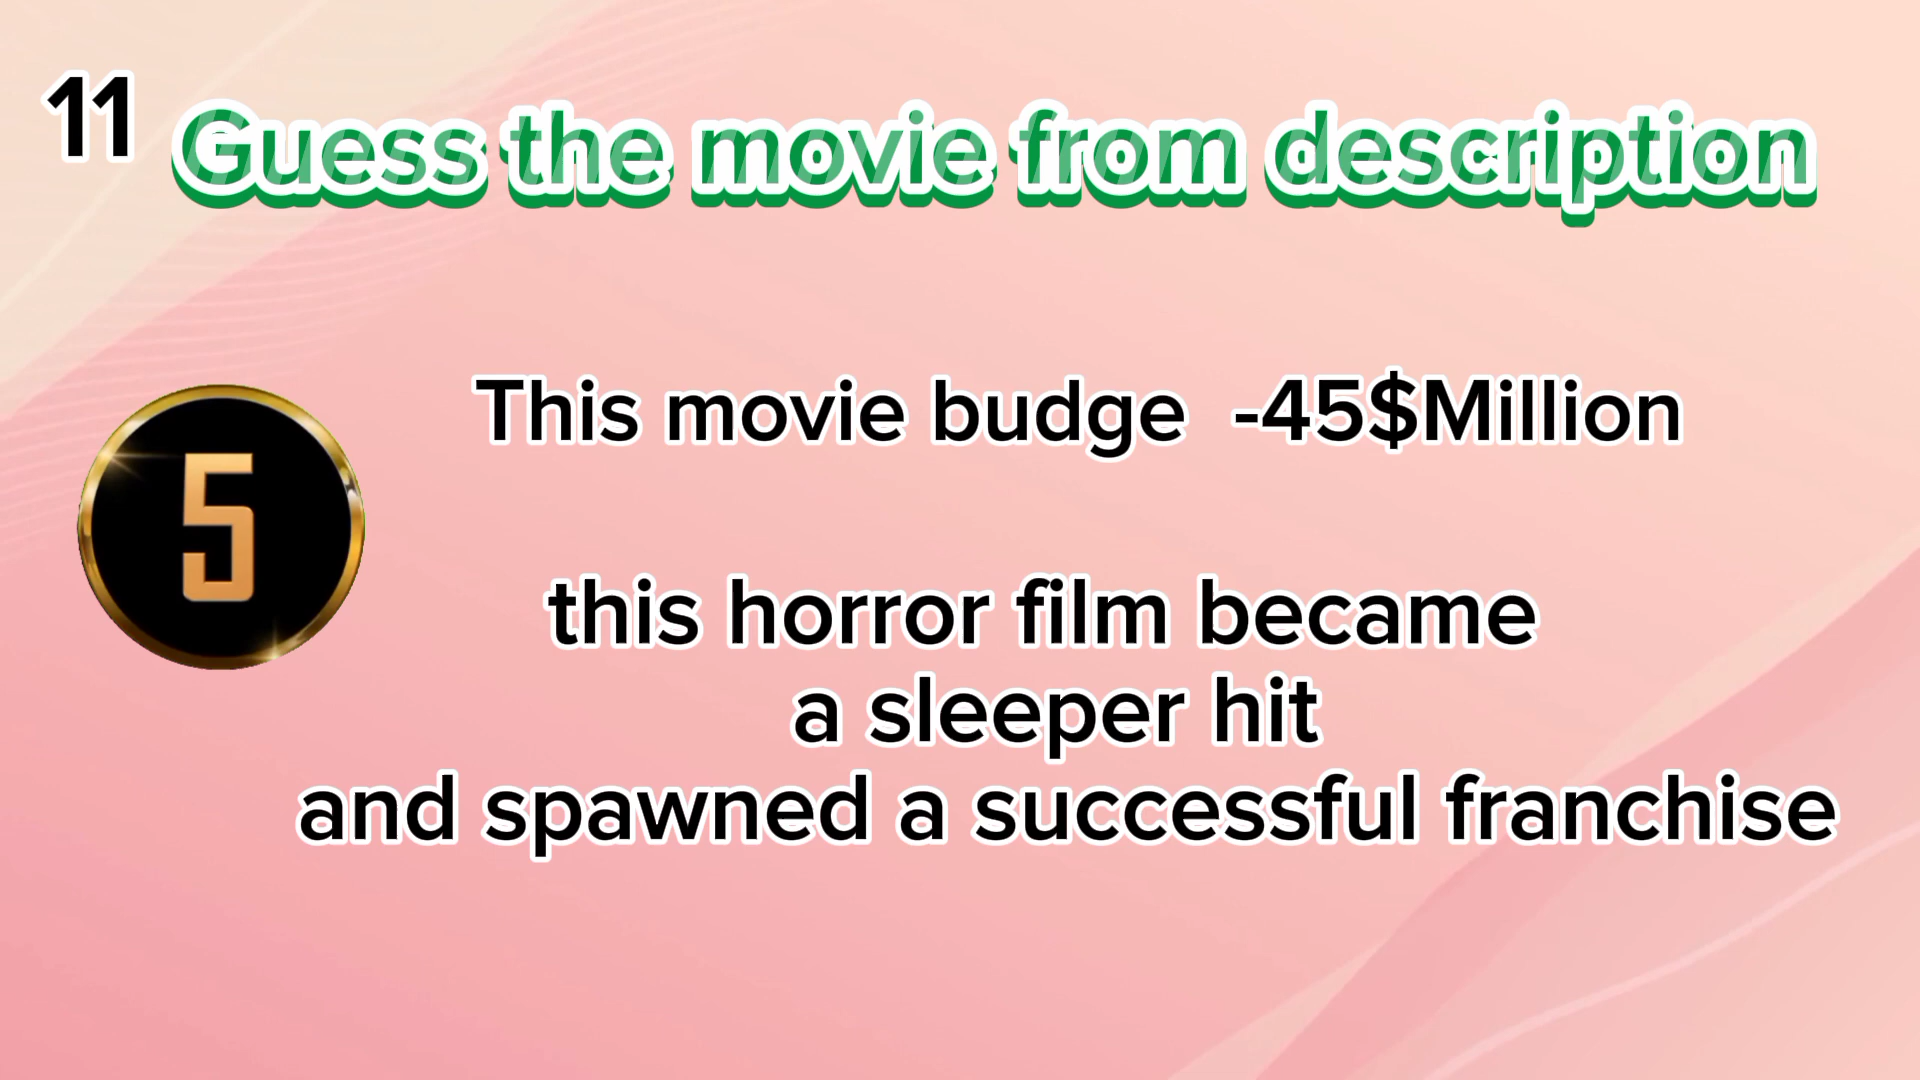 11
Guess the movie from description
This movie budge -45$Million
5
this horror film became
a sleeper hit
and spawned a successful franchise